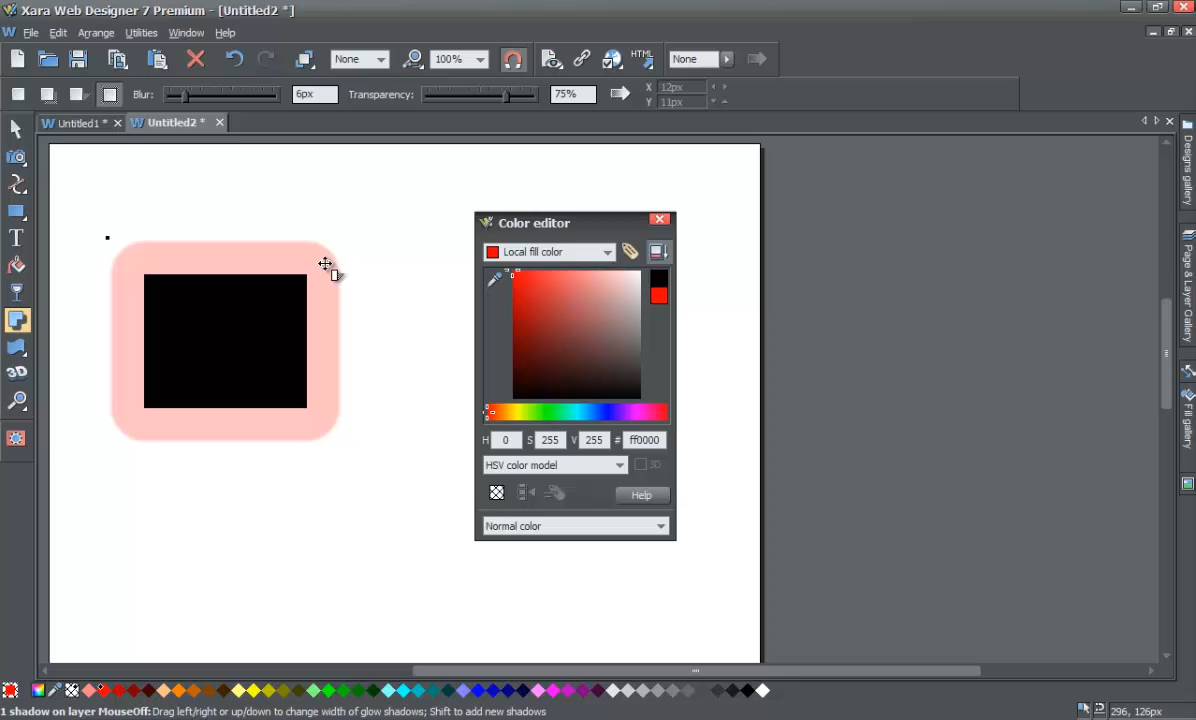 Xara Web Designer 7 Premium - [Untitled2 *]
File Edit Arrange Utilities Window Help
None 100% HTML None
Blur: 6px Transparency: 75% X 12px
Y 11px
Untitled1 * Untitled2 *
Designs gallery
Page & Layer Gallery
Fill gallery
T
3D
Color editor
Local fill color
H 0 S 255 V 255 # ff0000
HSV color model 3D
Help
Normal color
1 shadow on layer MouseOff: Drag left/right or up/down to change width of glow shadows; Shift to add new shadows 296, 126px